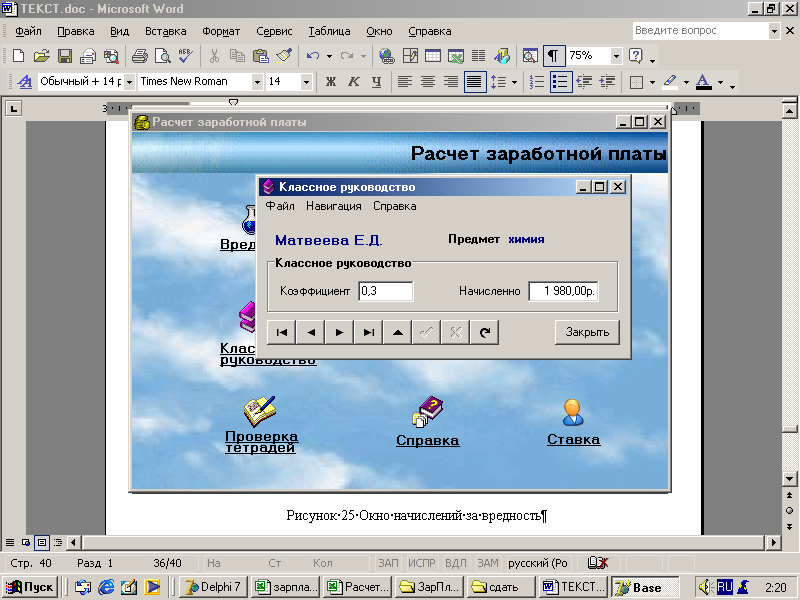 ТЕКСТ.doc - Microsoft Word
Файл Правка Вид Вставка Формат Сервис Таблица Окно Справка Введите вопрос
75%
Обычный + 14 г Times New Roman 14 Ж К Ч
3
Расчет заработной платы
Расчет заработной платы
Классное руководство
Файл Навигация Справка
Матвеева Е.Д. Предмет химия
Классное руководство
Коэффициент 0,3 Начисленно 1 980,00р.
Закрыть
Вред
Клас
руководство
Проверка
тетрадей
Справка
Ставка
Рисунок·25·Окно·начислений·за·вредность¶
Стр. 40 Разд 1 36/40 На Ст Кол ЗАП ИСПР ВДЛ ЗАМ русский (Ро
Пуск Delphi 7 зарпла... Расчет... ЗарПл... сдать ТЕКСТ... Base RU 2:20